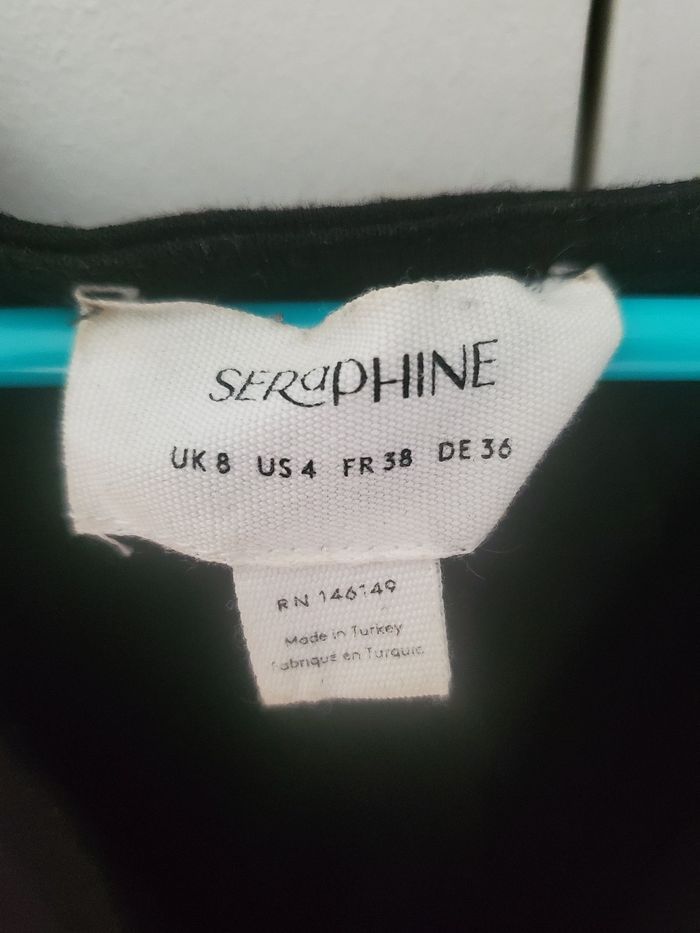 SERaPHINE
UK 8 US 4 FR 38 DE 36
RN 146149
Made in Turkey
Fabriqué en Turquie